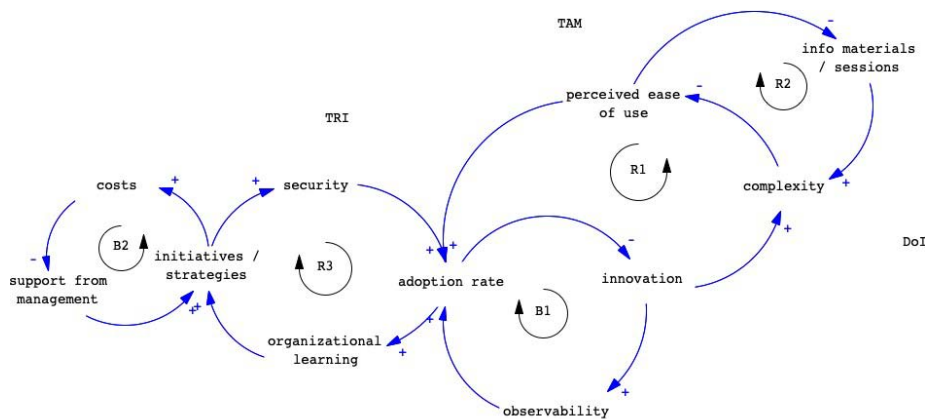 TAM
info materials
/ sessions
R2
perceived ease
of use
TRI
R1
costs
security
complexity
B2
initiatives /
strategies
R3
DoI
support from
management
adoption rate
innovation
B1
organizational
learning
observability
-
+
-
+
+
-
+
+
+
+
+
-
+
+
+
+
+